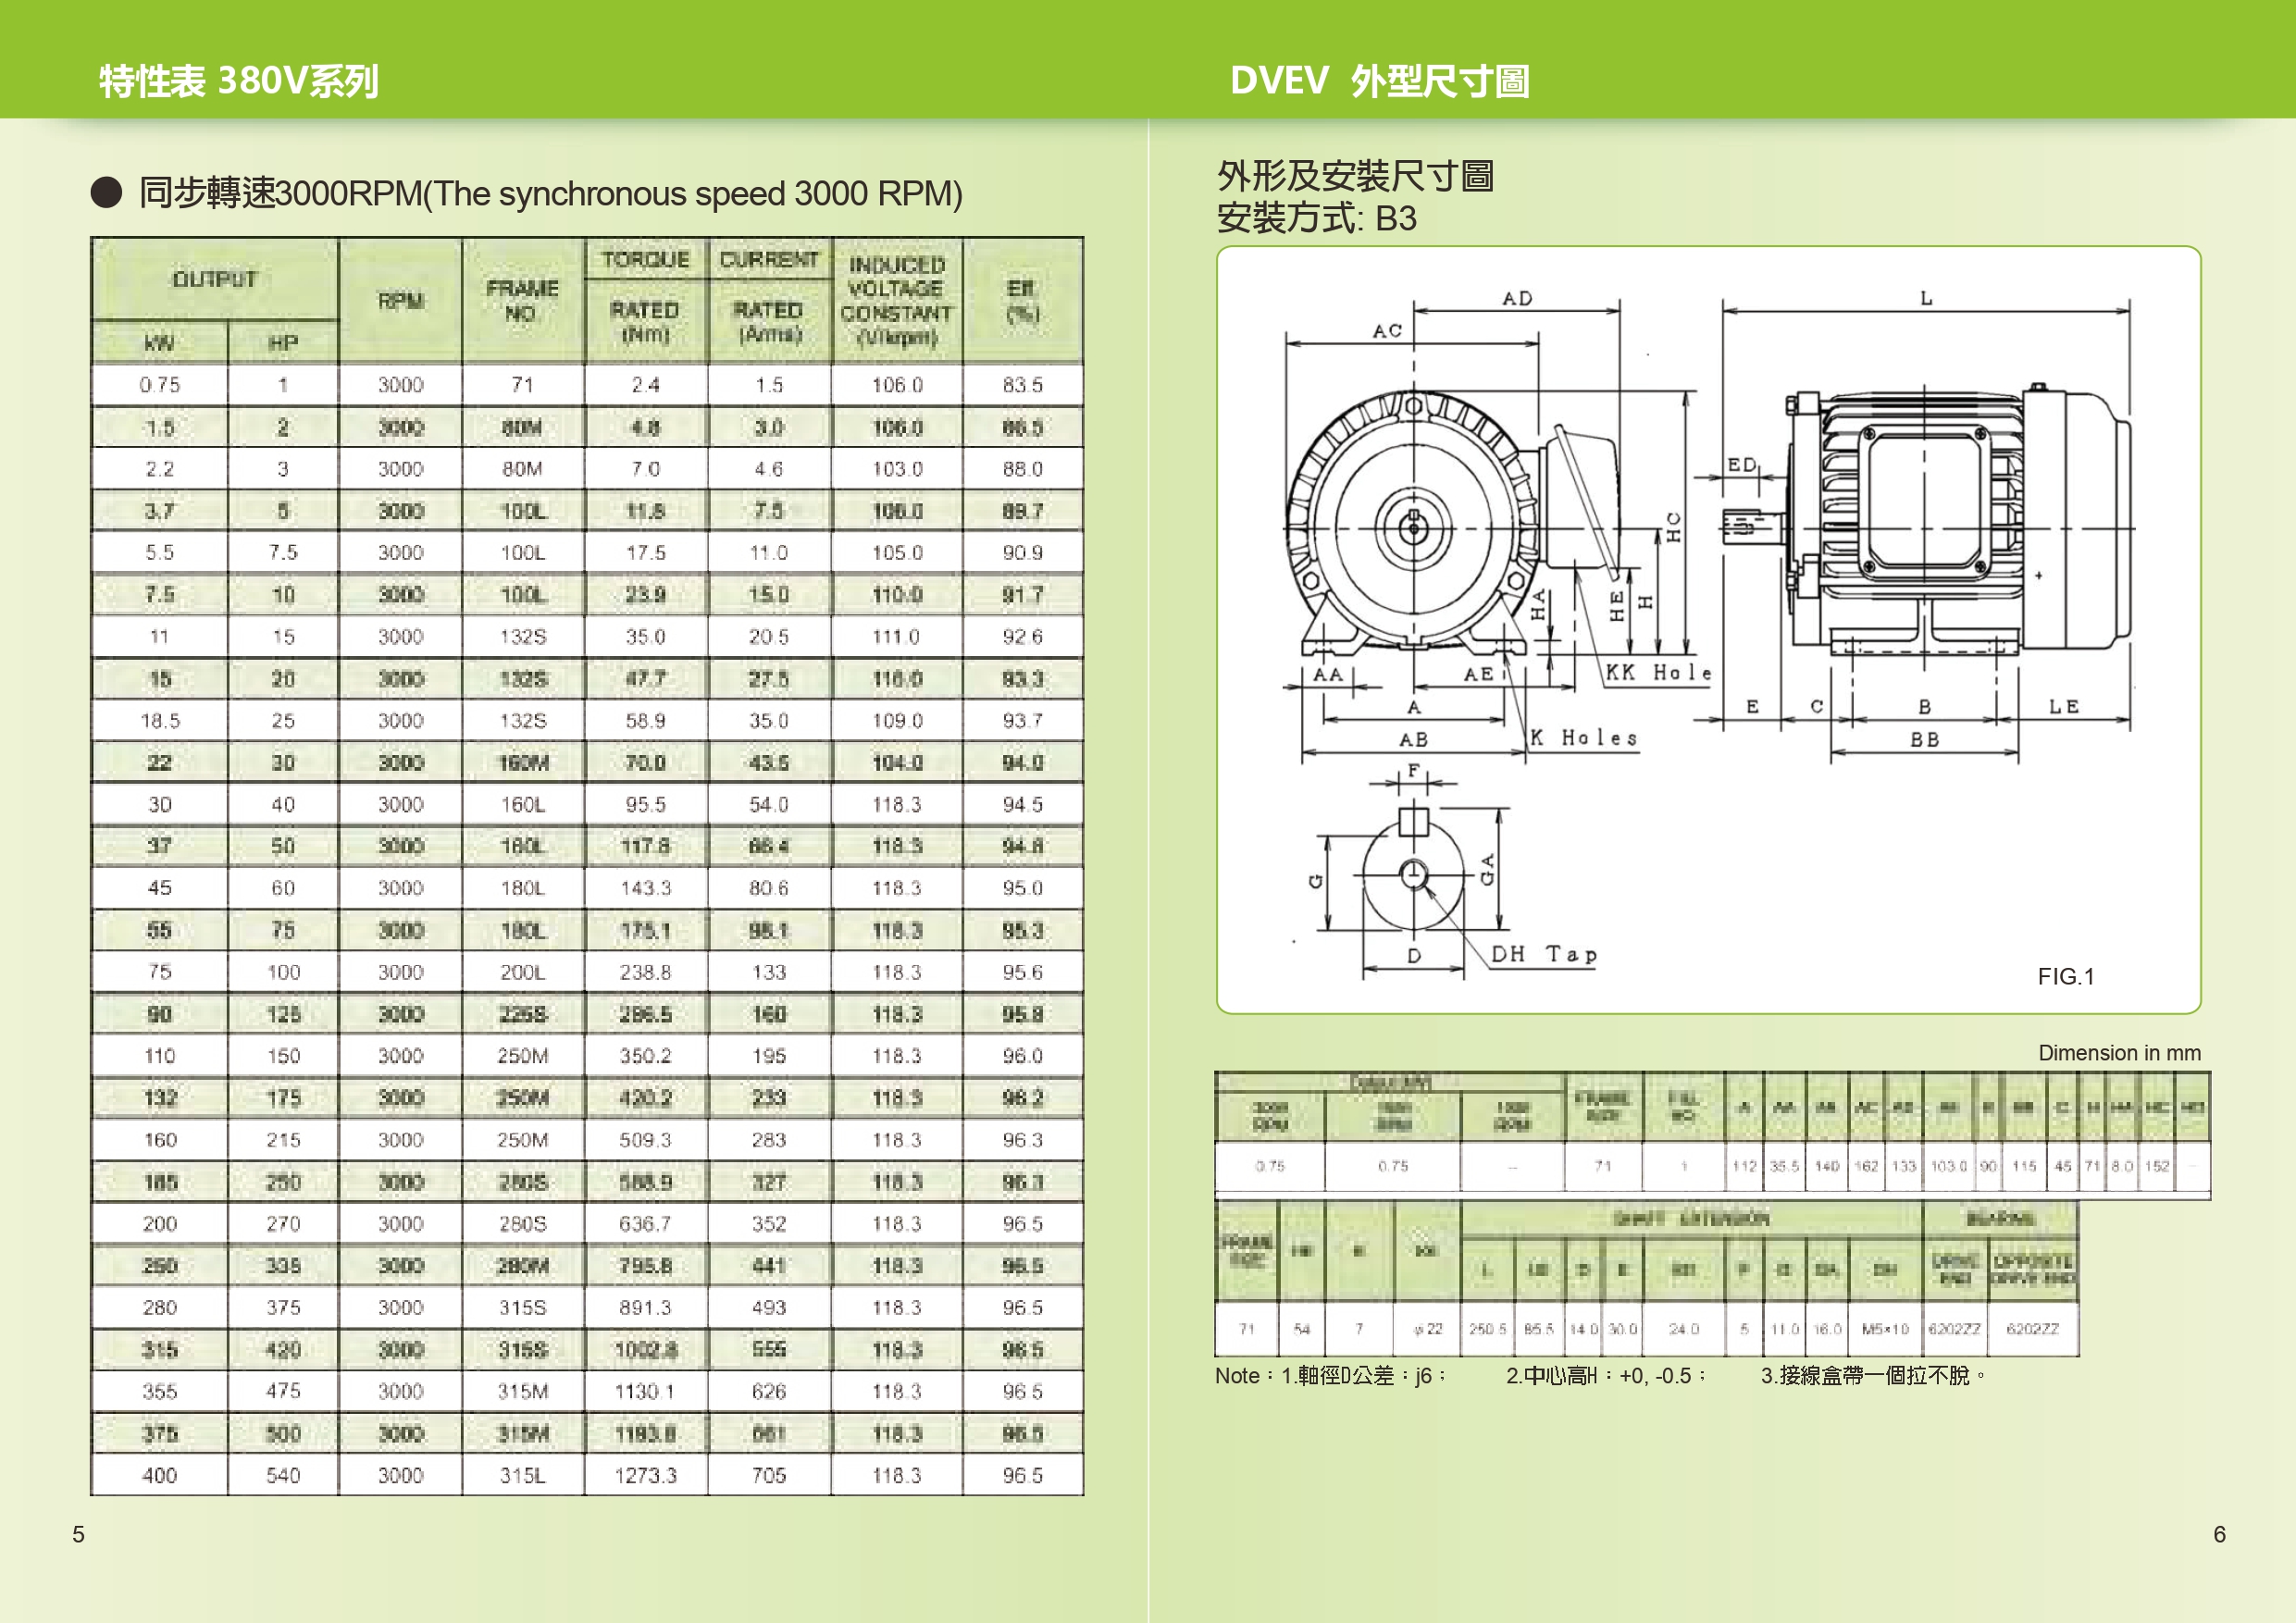 特性表 380V系列
● 同步轉速3000RPM(The synchronous speed 3000 RPM)
OUTPUT RPM FRAME NO. TORQUE CURRENT INDUCED VOLTAGE CONSTANT (V/krpm) Eff. (%)
kW HP RATED (Nm) RATED (Arms)
0.75 1 3000 71 2.4 1.5 106.0 83.5
1.5 2 3000 80M 4.8 3.0 106.0 86.5
2.2 3 3000 80M 7.0 4.6 103.0 88.0
3.7 5 3000 100L 11.8 7.5 106.0 89.7
5.5 7.5 3000 100L 17.5 11.0 105.0 90.9
7.5 10 3000 100L 23.9 15.0 110.0 91.7
11 15 3000 132S 35.0 20.5 111.0 92.6
15 20 3000 132S 47.7 27.5 116.0 93.3
18.5 25 3000 132S 58.9 35.0 109.0 93.7
22 30 3000 160M 70.0 43.5 104.0 94.0
30 40 3000 160L 95.5 54.0 118.3 94.5
37 50 3000 160L 117.8 66.4 118.3 94.8
45 60 3000 180L 143.3 80.6 118.3 95.0
55 75 3000 180L 175.1 98.1 118.3 95.3
75 100 3000 200L 238.8 133 118.3 95.6
90 125 3000 225S 286.5 160 118.3 95.8
110 150 3000 250M 350.2 195 118.3 96.0
132 175 3000 250M 420.2 233 118.3 96.2
160 215 3000 250M 509.3 283 118.3 96.3
185 250 3000 280S 588.9 327 118.3 96.3
200 270 3000 280S 636.7 352 118.3 96.5
250 335 3000 280M 795.8 441 118.3 96.5
280 375 3000 315S 891.3 493 118.3 96.5
315 420 3000 315S 1002.8 555 118.3 96.5
355 475 3000 315M 1130.1 626 118.3 96.5
375 500 3000 315M 1193.8 661 118.3 96.5
400 540 3000 315L 1273.3 705 118.3 96.5
5
DVEV 外型尺寸圖
外形及安裝尺寸圖
安裝方式: B3
AD L
AC
ED
HC
HA HE H
AA AE KK Hole
A E C B LE
AB K Holes BB
F
G GA
D DH Tap
FIG.1
Dimension in mm
3000 RPM 1500 RPM 1000 RPM FRAME SIZE FIG. NO. A AA AB AC AD AE B BB C H HA HC
0.75 0.75 – 71 1 112 35.5 140 162 133 103.0 90 115 45 71 8.0 152 –
FRAME SIZE HE K KK SHAFT EXTENSION BEARING
L LE D E ED F G GA DH DRIVE END OPPOSITE DRIVE END
71 54 7 φ22 250.5 85.5 14.0 30.0 24.0 5 11.0 16.0 M5×10 6202ZZ 6202ZZ
Note：1.軸徑D公差：j6； 2.中心高H：+0, -0.5； 3.接線盒帶一個拉不脫。
6